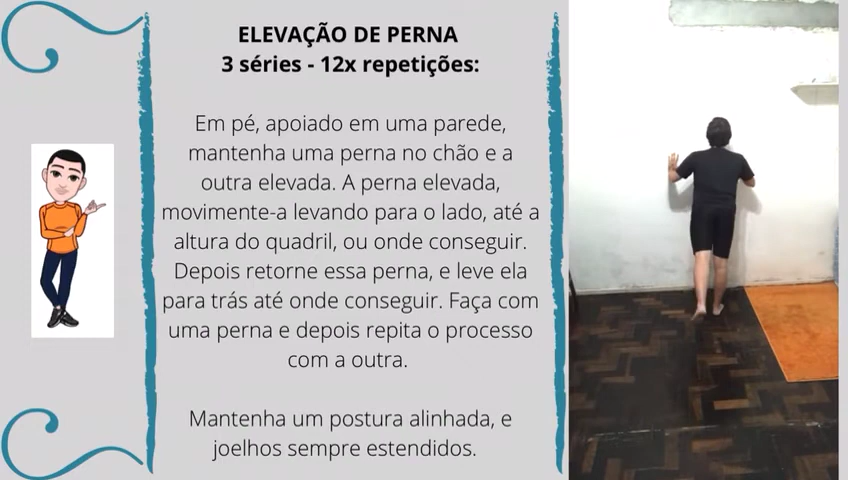 ELEVAÇÃO DE PERNA
3 séries - 12x repetições:
Em pé, apoiado em uma parede,
mantenha uma perna no chão e a
outra elevada. A perna elevada,
movimente-a levando para o lado, até a
altura do quadril, ou onde conseguir.
Depois retorne essa perna, e leve ela
para trás até onde conseguir. Faça com
uma perna e depois repita o processo
com a outra.
Mantenha um postura alinhada, e
joelhos sempre estendidos.